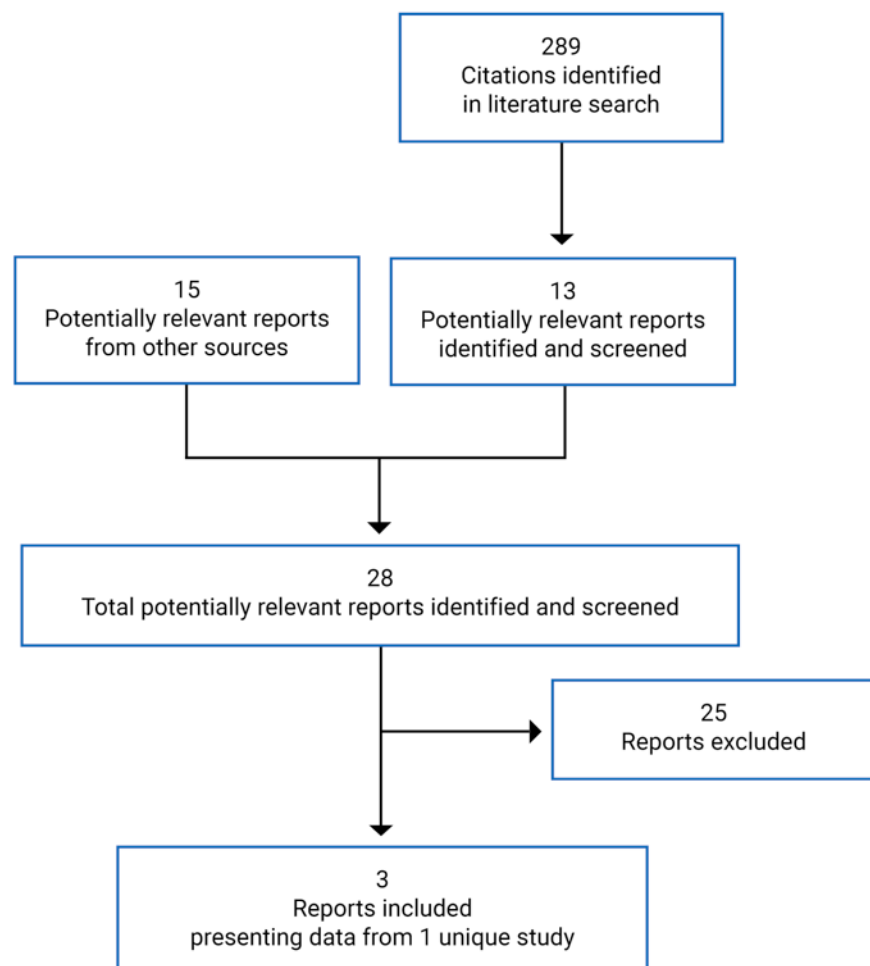 289
Citations identified
in literature search
15
Potentially relevant reports
from other sources
13
Potentially relevant reports
identified and screened
28
Total potentially relevant reports identified and screened
25
Reports excluded
3
Reports included
presenting data from 1 unique study